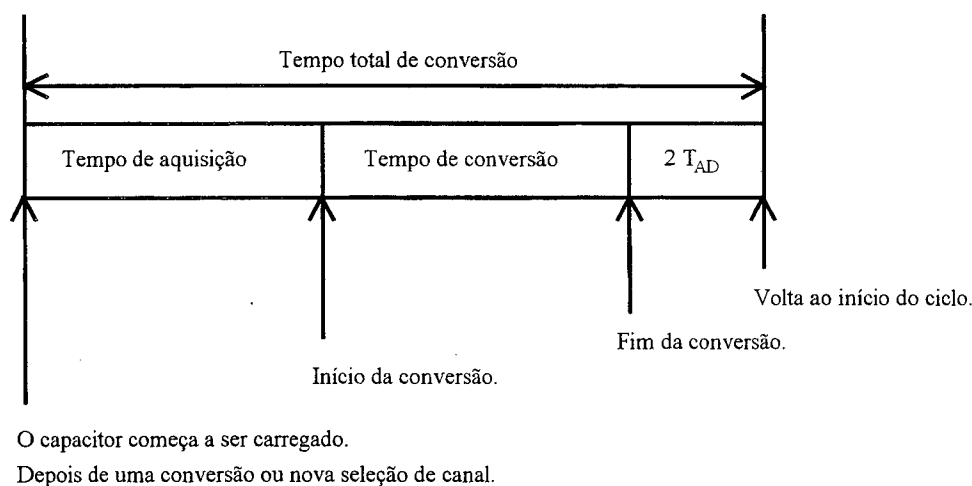 Tempo total de conversão
Tempo de aquisição
Tempo de conversão
2 T_AD
Volta ao início do ciclo.
Fim da conversão.
Início da conversão.
O capacitor começa a ser carregado.
Depois de uma conversão ou nova seleção de canal.